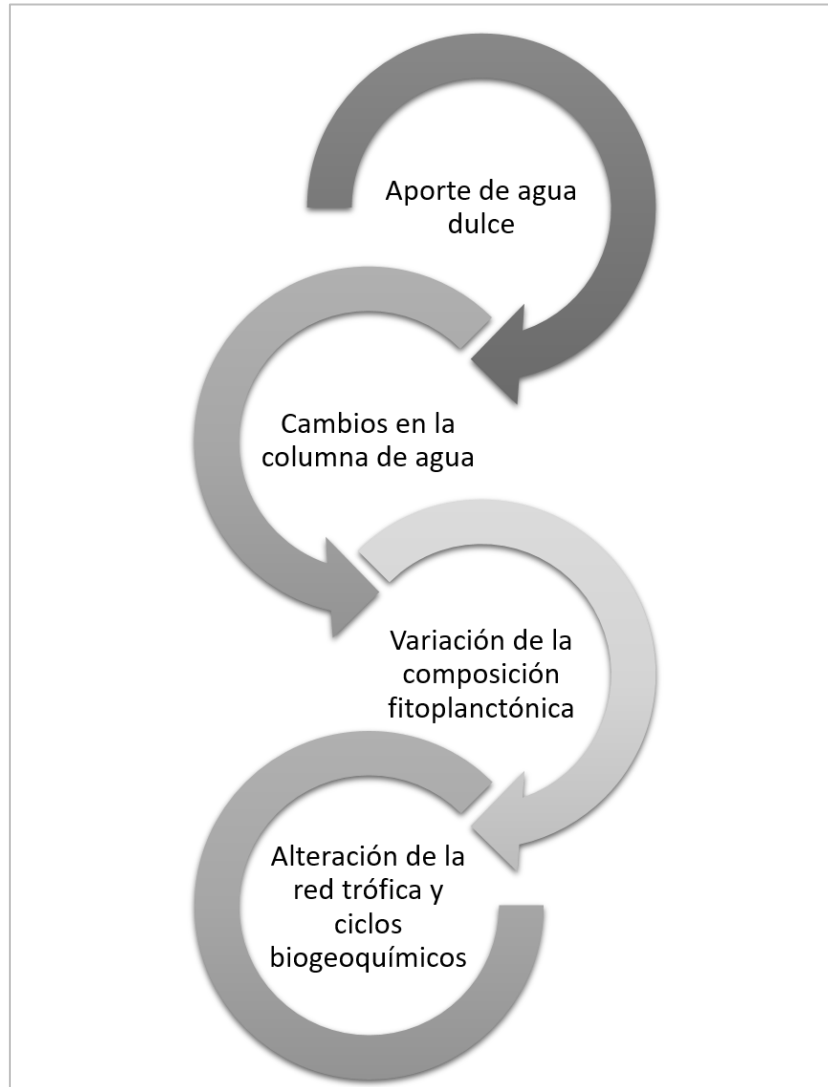 Aporte de agua
dulce
Cambios en la
columna de agua
Variación de la
composición
fitoplanctónica
Alteración de la
red trófica y
ciclos
biogeoquímicos